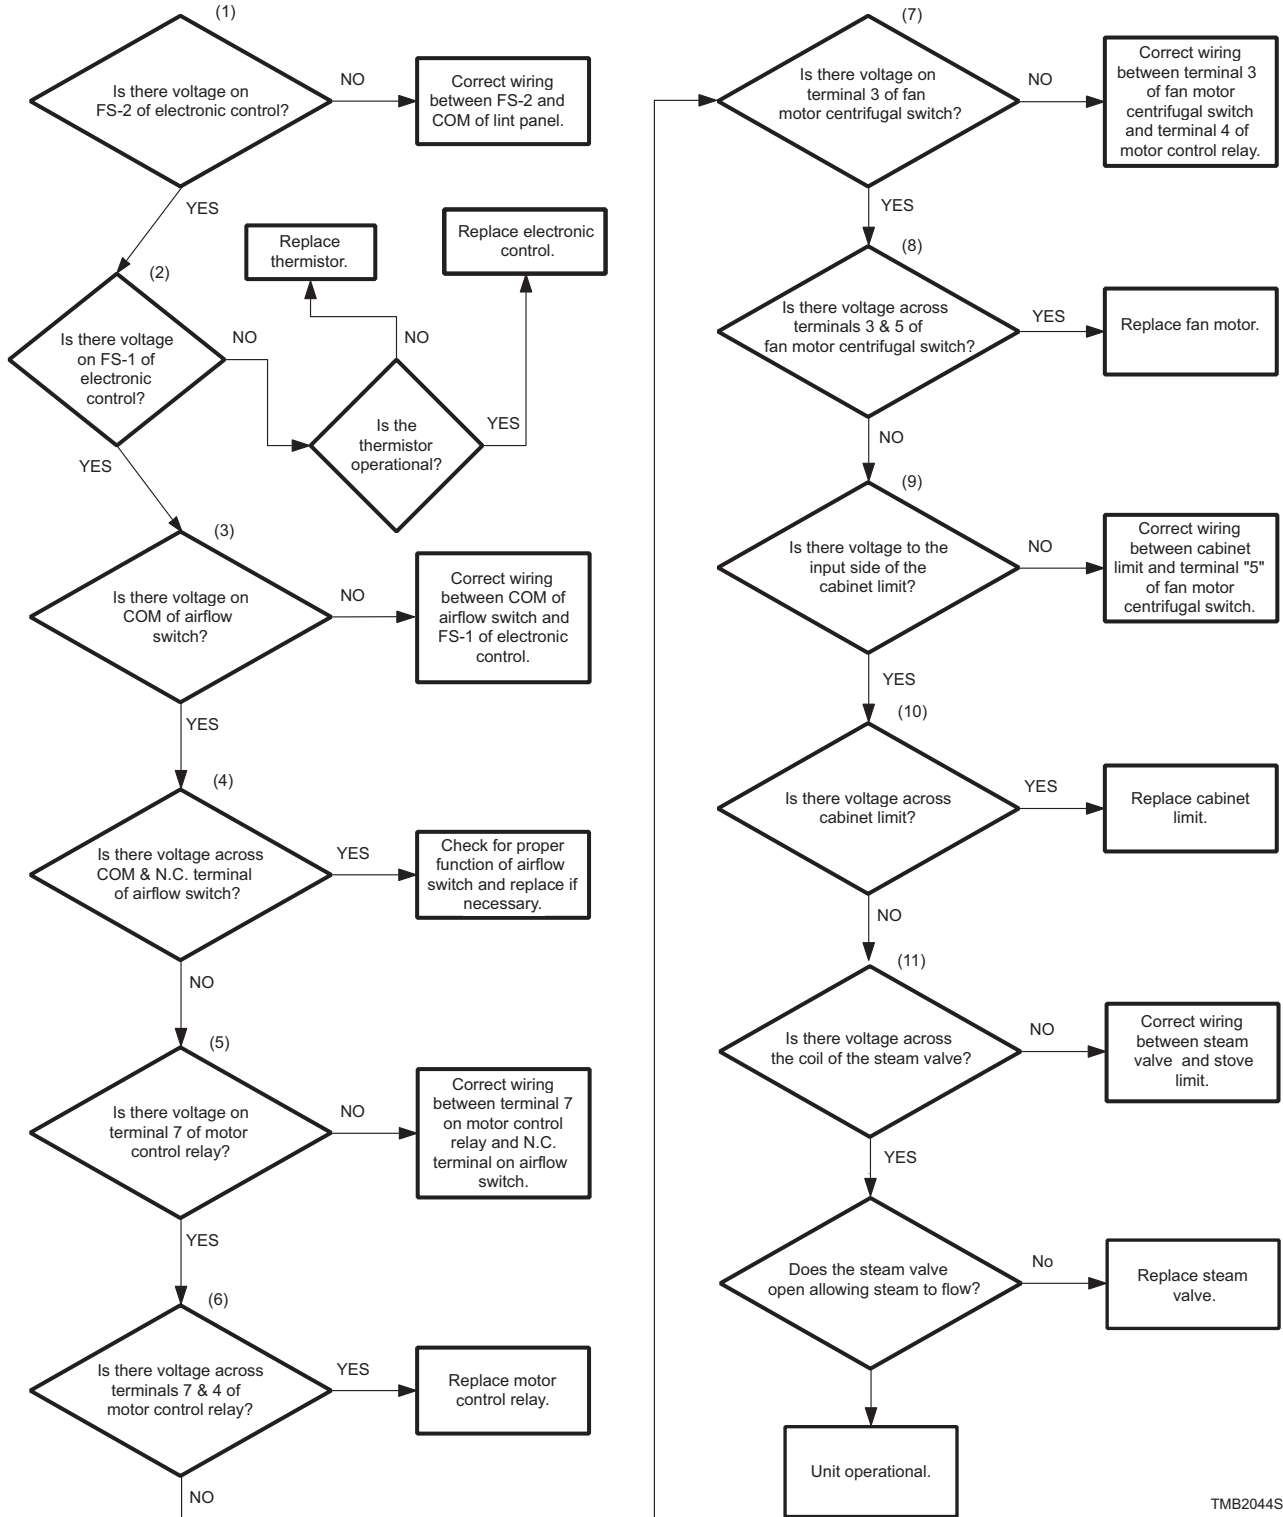 (1)
Is there voltage on
FS-2 of electronic control?
NO
Correct wiring
between FS-2 and
COM of lint panel.
YES
(2)
Is there voltage
on FS-1 of
electronic
control?
NO
Replace
thermistor.
Replace electronic
control.
NO
Is the
thermistor
operational?
YES
YES
(3)
Is there voltage on
COM of airflow
switch?
NO
Correct wiring
between COM of
airflow switch and
FS-1 of electronic
control.
YES
(4)
Is there voltage across
COM & N.C. terminal
of airflow switch?
YES
Check for proper
function of airflow
switch and replace if
necessary.
NO
(5)
Is there voltage on
terminal 7 of motor
control relay?
NO
Correct wiring
between terminal 7
on motor control
relay and N.C.
terminal on airflow
switch.
YES
(6)
Is there voltage across
terminals 7 & 4 of
motor control relay?
YES
Replace motor
control relay.
NO
(7)
Is there voltage on
terminal 3 of fan
motor centrifugal switch?
NO
Correct wiring
between terminal 3
of fan motor
centrifugal switch
and terminal 4 of
motor control relay.
YES
(8)
Is there voltage across
terminals 3 & 5 of
fan motor centrifugal switch?
YES
Replace fan motor.
NO
(9)
Is there voltage to the
input side of the
cabinet limit?
NO
Correct wiring
between cabinet
limit and terminal "5"
of fan motor
centrifugal switch.
YES
(10)
Is there voltage across
cabinet limit?
YES
Replace cabinet
limit.
NO
(11)
Is there voltage across
the coil of the steam valve?
NO
Correct wiring
between steam
valve and stove
limit.
YES
Does the steam valve
open allowing steam to flow?
No
Replace steam
valve.
Unit operational.
TMB2044S